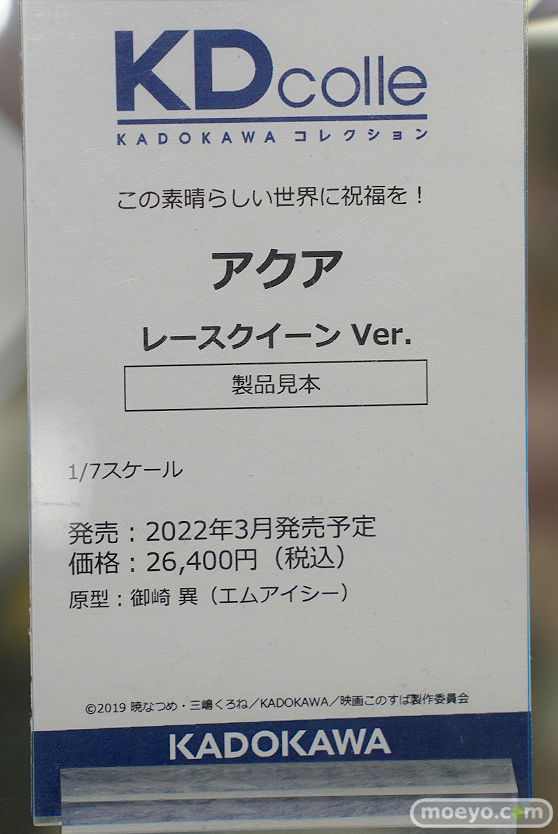 KDcolle
KADOKAWA コレクション
この素晴らしい世界に祝福を！
アクア
レースクイーン Ver.
製品見本
1/7スケール
発売：2022年3月発売予定
価格：26,400円（税込）
原型：御崎 異（エムアイシー）
©2019 暁なつめ・三嶋くろね／KADOKAWA／映画このすば製作委員会
KADOKAWA
moeyo.com